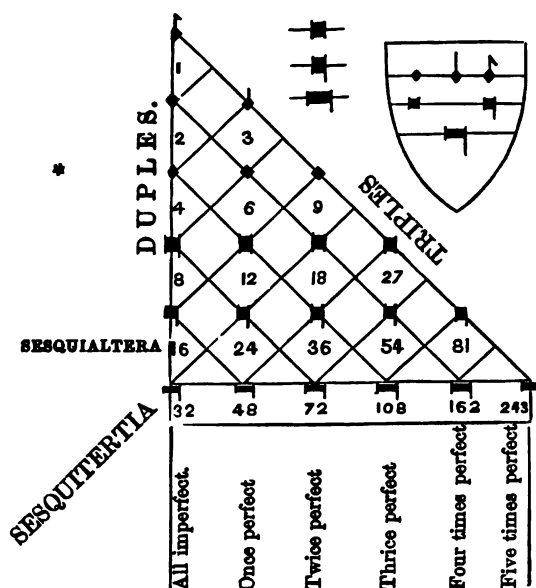 1
DUPLES.
2 3
*
4 6 9
TRIPLES
8 12 18 27
SESQUIALTERA 16 24 36 54 81
32 48 72 108 162 243
SESQUITERTIA
All imperfect.
Once perfect
Twice perfect
Thrice perfect
Four times perfect
Five times perfect